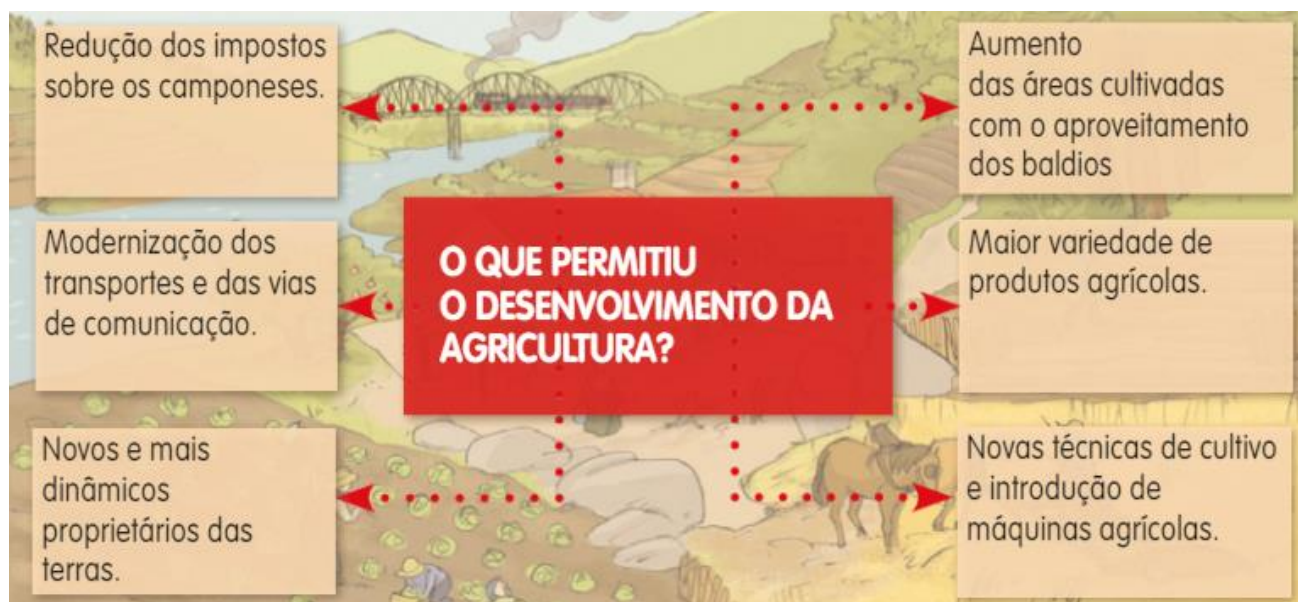 Redução dos impostos
sobre os camponeses.
Modernização dos
transportes e das vias
de comunicação.
Novos e mais
dinâmicos
proprietários das
terras.
O QUE PERMITIU
O DESENVOLVIMENTO DA
AGRICULTURA?
Aumento
das áreas cultivadas
com o aproveitamento
dos baldios
Maior variedade de
produtos agrícolas.
Novas técnicas de cultivo
e introdução de
máquinas agrícolas.